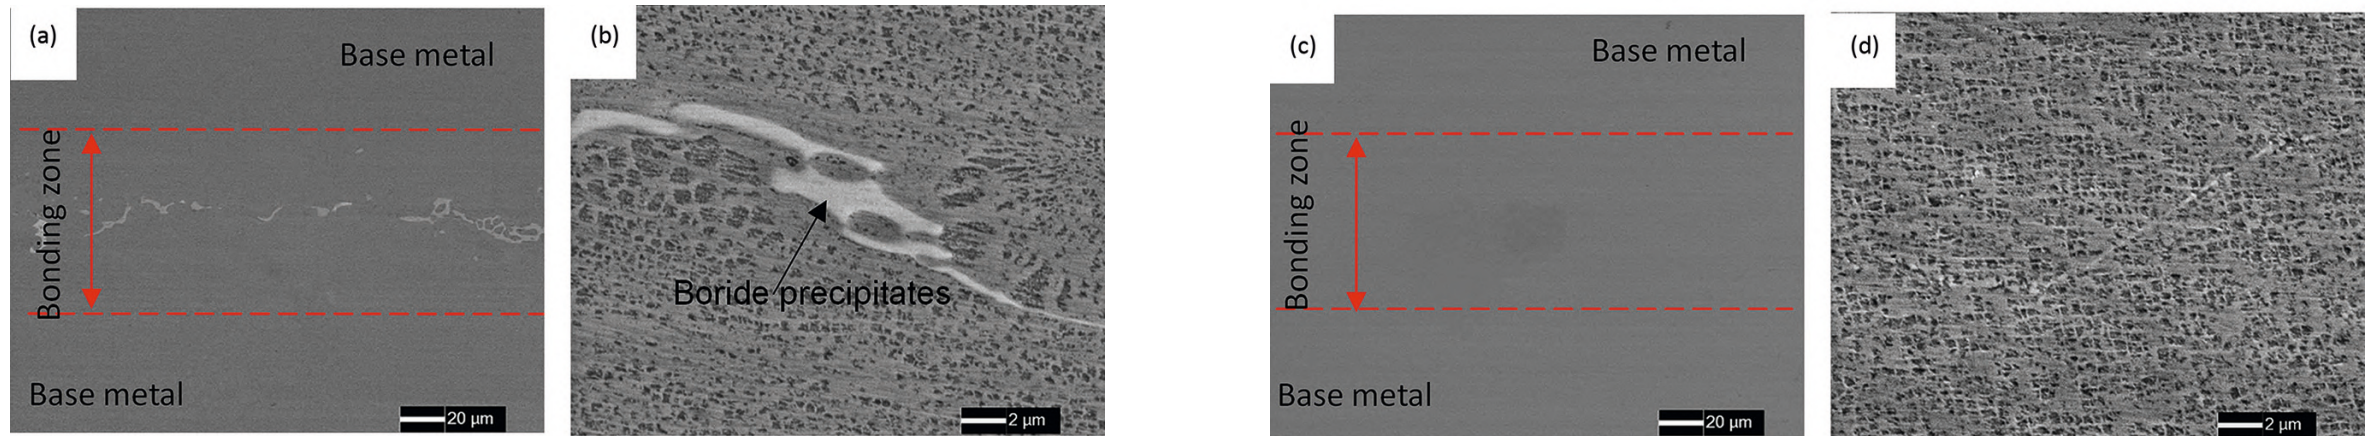 (a)
Base metal
Bonding zone
Base metal
20 µm
(b)
Boride precipitates
2 µm
(c)
Base metal
Bonding zone
Base metal
20 µm
(d)
2 µm